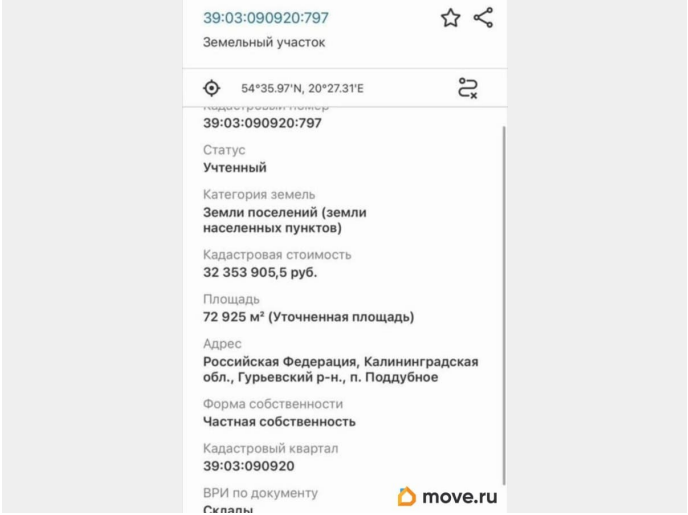 39:03:090920:797
Земельный участок
54°35.97'N, 20°27.31'E
Кадастровый номер
39:03:090920:797
Статус
Учтенный
Категория земель
Земли поселений (земли
населенных пунктов)
Кадастровая стоимость
32 353 905,5 руб.
Площадь
72 925 м² (Уточненная площадь)
Адрес
Российская Федерация, Калининградская
обл., Гурьевский р-н., п. Поддубное
Форма собственности
Частная собственность
Кадастровый квартал
39:03:090920
ВРИ по документу
Склады
move.ru